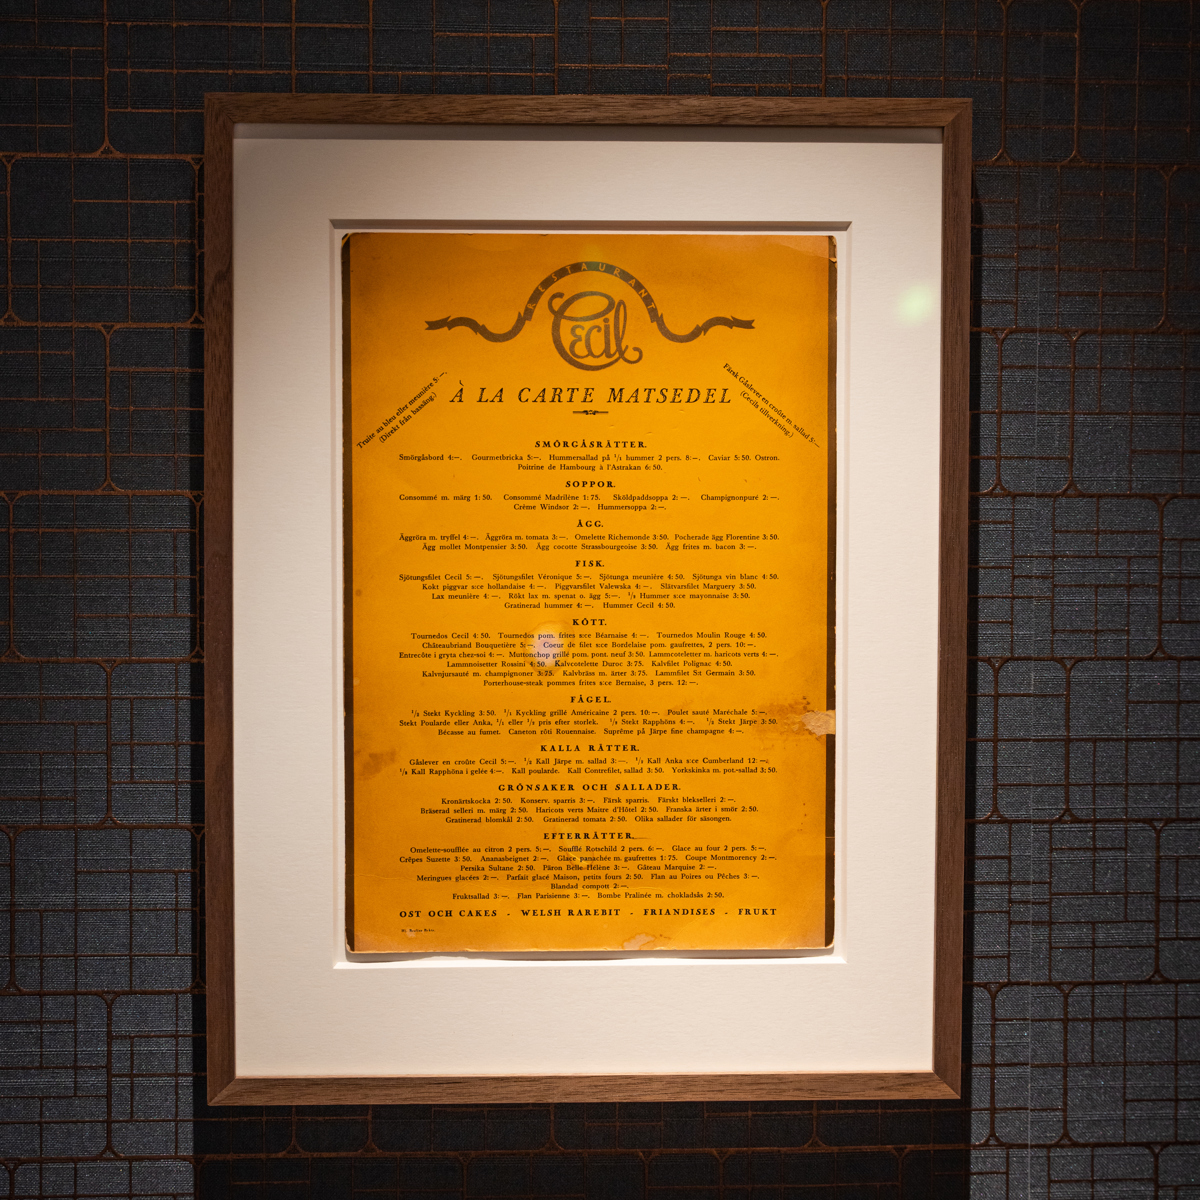 RESTAURANT
Cecil
Truite au bleu eller meunière 5:—.
(Direkt från bassäng.)
Färsk Gåslever en croûte m. sallad 5:—
(Cecils tillverkning.)
À LA CARTE MATSEDEL
SMÖRGÅSRÄTTER.
Smörgåsbord 4:—. Gourmetbricka 5:—. Hummersallad på 1/1 hummer 2 pers. 8:—. Caviar 5:50. Ostron.
Poitrine de Hambourg à l'Astrakan 6:50.
SOPPOR.
Consommé m. märg 1:50. Consommé Madrilène 1:75. Sköldpaddsoppa 2:—. Champignonpuré 2:—.
Crème Windsor 2:—. Hummersoppa 2:—.
ÄGG.
Äggröra m. tryffel 4:—. Äggröra m. tomata 3:—. Omelette Richemonde 3:50. Pocherade ägg Florentine 3:50.
Ägg mollet Montpensier 3:50. Ägg cocotte Strassbourgeoise 3:50. Ägg frites m. bacon 3:—.
FISK.
Sjötungsfilet Cecil 5:—. Sjötungsfilet Véronique 5:—. Sjötunga meunière 4:50. Sjötunga vin blanc 4:50.
Kokt piggvar s:ce hollandaise 4:—. Piggvarsfilet Valewska 4:—. Slätvarsfilet Marguery 3:50.
Lax meunière 4:—. Rökt lax m. spenat o. ägg 5:—. 1/2 Hummer s:ce mayonnaise 3:50.
Gratinerad hummer 4:—. Hummer Cecil 4:50.
KÖTT.
Tournedos Cecil 4:50. Tournedos pom. frites s:ce Béarnaise 4:—. Tournedos Moulin Rouge 4:50.
Châteaubriand Bouquetière 5:—. Coeur de filet s:ce Bordelaise pom. gaufrettes, 2 pers. 10:—.
Entrecôte i gryta chez-soi 4:—. Muttonchop grillé pom. pont. neuf 3:50. Lammcoteletter m. haricots verts 4:—.
Lammnoisetter Rossini 4:50. Kalvcotelette Duroc 3:75. Kalvfilet Polignac 4:50.
Kalvnjursauté m. champignoner 3:75. Kalvbräss m. ärter 3:75. Lammfilet S:t Germain 3:50.
Porterhouse-steak pommes frites s:ce Bernaise, 3 pers. 12:—.
FÅGEL.
1/2 Stekt Kyckling 3:50. 1/1 Kyckling grillé Américaine 2 pers. 10:—. Poulet sauté Maréchale 5:—.
Stekt Poularde eller Anka, 1/1 eller 1/2 pris efter storlek. 1/2 Stekt Rapphöns 4:—. 1/2 Stekt Järpe 3:50.
Bécasse au fumet. Caneton rôti Rouennaise. Suprême på Järpe fine champagne 4:—.
KALLA RÄTTER.
Gåslever en croûte Cecil 5:—. 1/2 Kall Järpe m. sallad 3:—. 1/2 Kall Anka s:ce Cumberland 12:—.
1/2 Kall Rapphöna i gelée 4:—. Kall poularde. Kall Contrefilet, sallad 3:50. Yorkskinka m. pot.-sallad 3:50.
GRÖNSAKER OCH SALLADER.
Kronärtskocka 2:50. Konserv. sparris 3:—. Färsk sparris. Färskt blekselleri 2:—.
Bräserad selleri m. märg 2:50. Haricots verts Maitre d'Hôtel 2:50. Franska ärter i smör 2:50.
Gratinerad blomkål 2:50. Gratinerad tomata 2:50. Olika sallader för säsongen.
EFTERRÄTTER.
Omelette-soufflée au citron 2 pers. 5:—. Soufflé Rotschild 2 pers. 6:—. Glace au four 2 pers. 5:—.
Crêpes Suzette 3:50. Ananasbeignet 2:—. Glace panachée m. gaufrettes 1:75. Coupe Montmorency 2:—.
Persika Sultane 2:50. Päron Belle Hélène 3:—. Gâteau Marquise 2:—.
Meringues glacées 2:—. Parfait glacé Maison, petits fours 2:50. Flan au Poires ou Pêches 3:—.
Blandad compott 2:—.
Fruktsallad 3:—. Flan Parisienne 3:—. Bombe Pralinée m. chokladsås 2:50.
OST OCH CAKES - WELSH RAREBIT - FRIANDISES - FRUKT